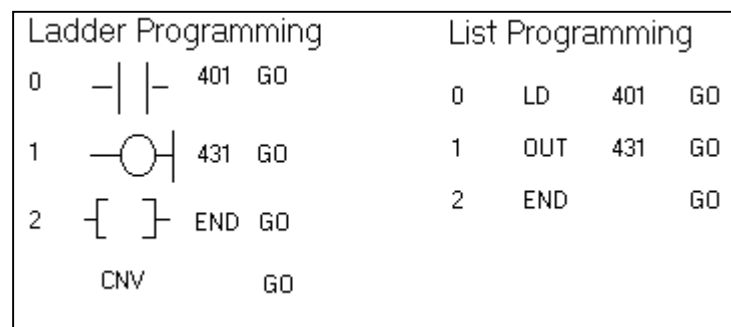 Ladder Programming
0 401 GO
1 431 GO
2 END GO
CNV GO
List Programming
0 LD 401 GO
1 OUT 431 GO
2 END GO